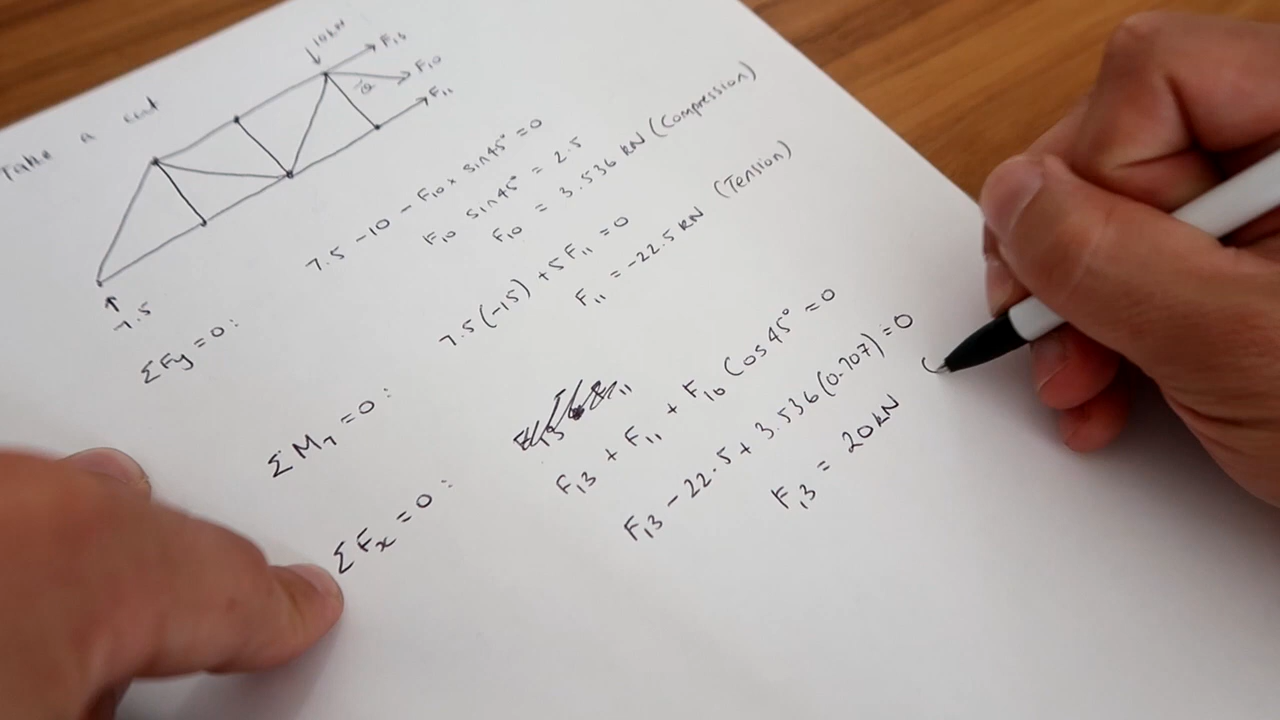 Take a cut
10kN
F13
F10
F11
7.5
ΣFy = 0:
7.5 - 10 - F10 x sin45° = 0
F10 sin45° = 2.5
F10 = 3.536 kN (Compression)
ΣM7 = 0:
7.5(-15) + 5F11 = 0
F11 = -22.5 kN (Tension)
ΣFx = 0:
F13 + F11 + F10 Cos45° = 0
F13 - 22.5 + 3.536(0.707) = 0
F13 = 20kN (